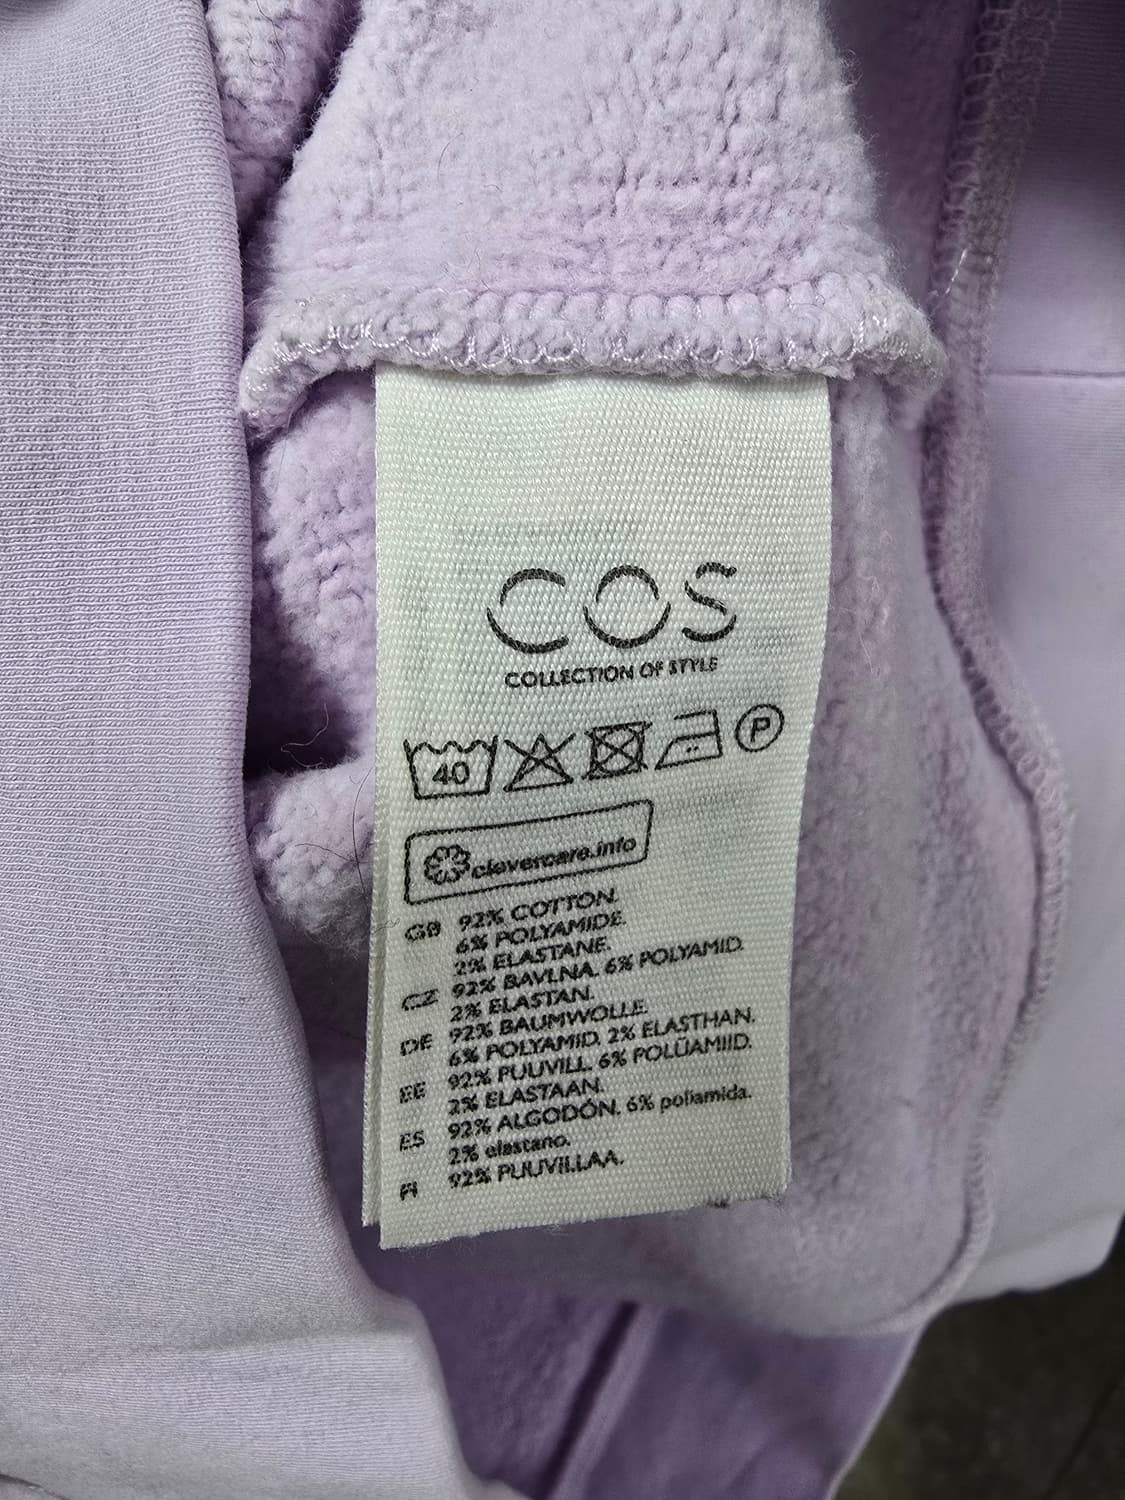 COS
COLLECTION OF STYLE
40
P
clevercare.info
GB 92% COTTON.
6% POLYAMIDE.
2% ELASTANE.
CZ 92% BAVLNA. 6% POLYAMID.
2% ELASTAN.
DE 92% BAUMWOLLE.
6% POLYAMID. 2% ELASTHAN.
EE 92% PUUVILL. 6% POLÜAMIID.
2% ELASTAAN.
ES 92% ALGODÓN. 6% poliamida.
2% elastano.
FI 92% PUUVILLAA.